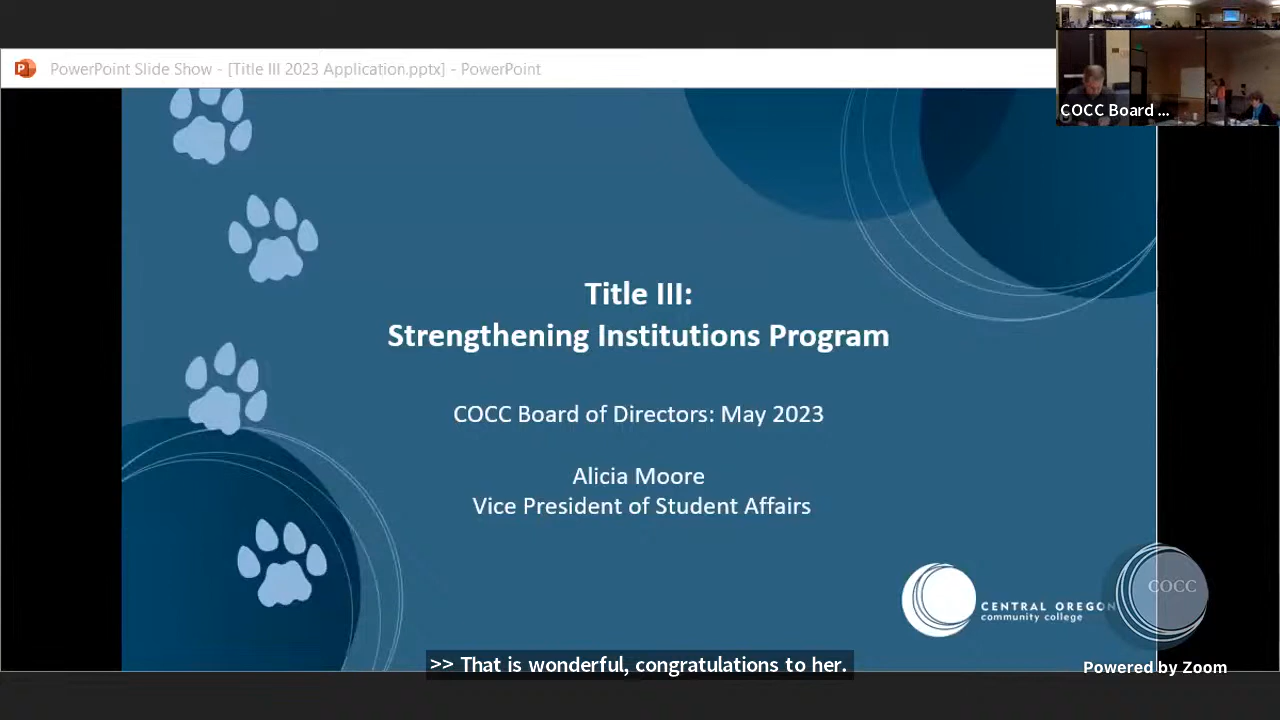 PowerPoint Slide Show - [Title III 2023 Application.pptx] - PowerPoint
COCC Board ...
Title III:
Strengthening Institutions Program
COCC Board of Directors: May 2023
Alicia Moore
Vice President of Student Affairs
CENTRAL OREGON
community college
COCC
>> That is wonderful, congratulations to her.
Powered by Zoom